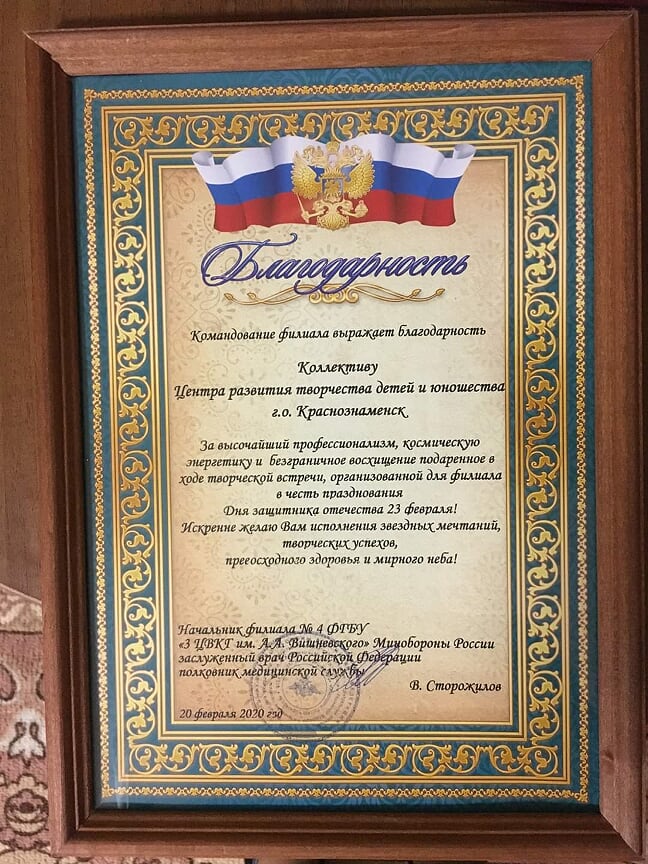 Благодарность
Командование филиала выражает благодарность
Коллективу
Центра развития творчества детей и юношества
г.о. Краснознаменск
За высочайший профессионализм, космическую
энергетику и безграничное восхищение подаренное в
ходе творческой встречи, организованной для филиала
в честь празднования
Дня защитника отечества 23 февраля!
Искренне желаю Вам исполнения звездных мечтаний,
творческих успехов,
преeосходного здоровья и мирного неба!
Начальник филиала № 4 ФГБУ
«3 ЦВКГ им. А.А. Вишневского» Минобороны России
заслуженный врач Российской Федерации
полковник медицинской службы
В. Сторожилов
20 февраля 2020 год